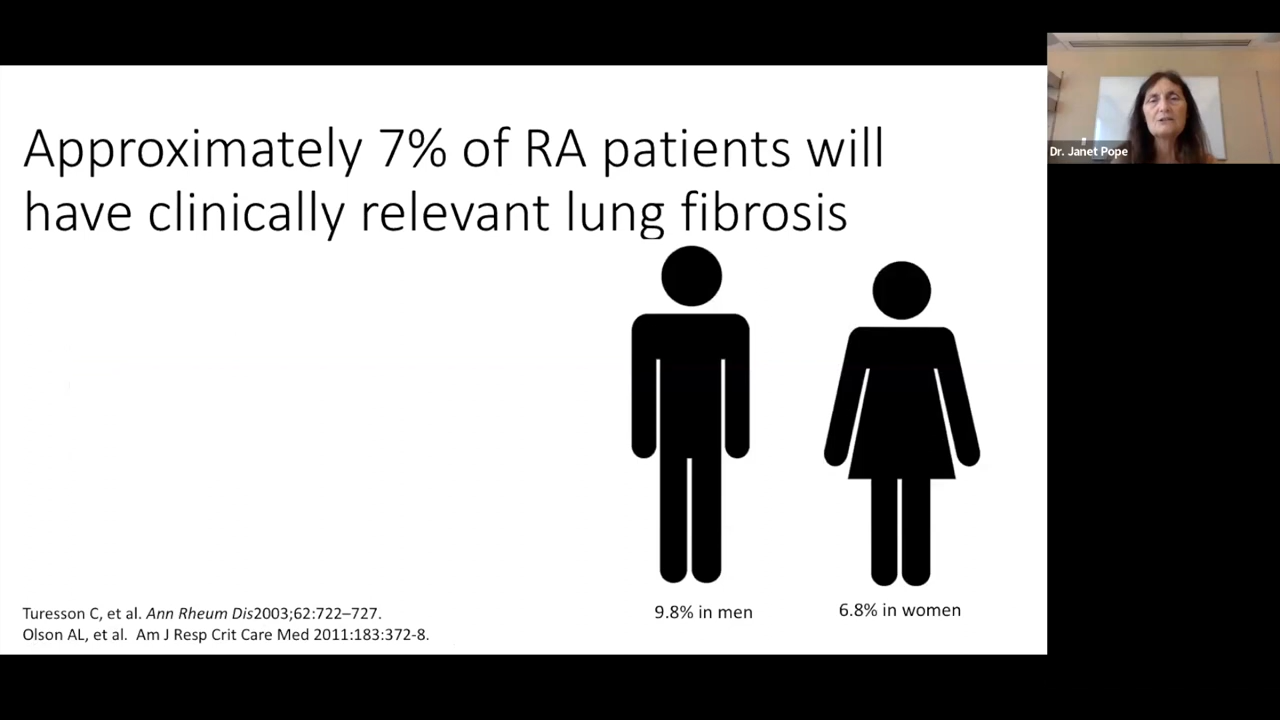 Approximately 7% of RA patients will
have clinically relevant lung fibrosis
Dr. Janet Pope
9.8% in men
6.8% in women
Turesson C, et al. Ann Rheum Dis2003;62:722–727.
Olson AL, et al.  Am J Resp Crit Care Med 2011:183:372-8.